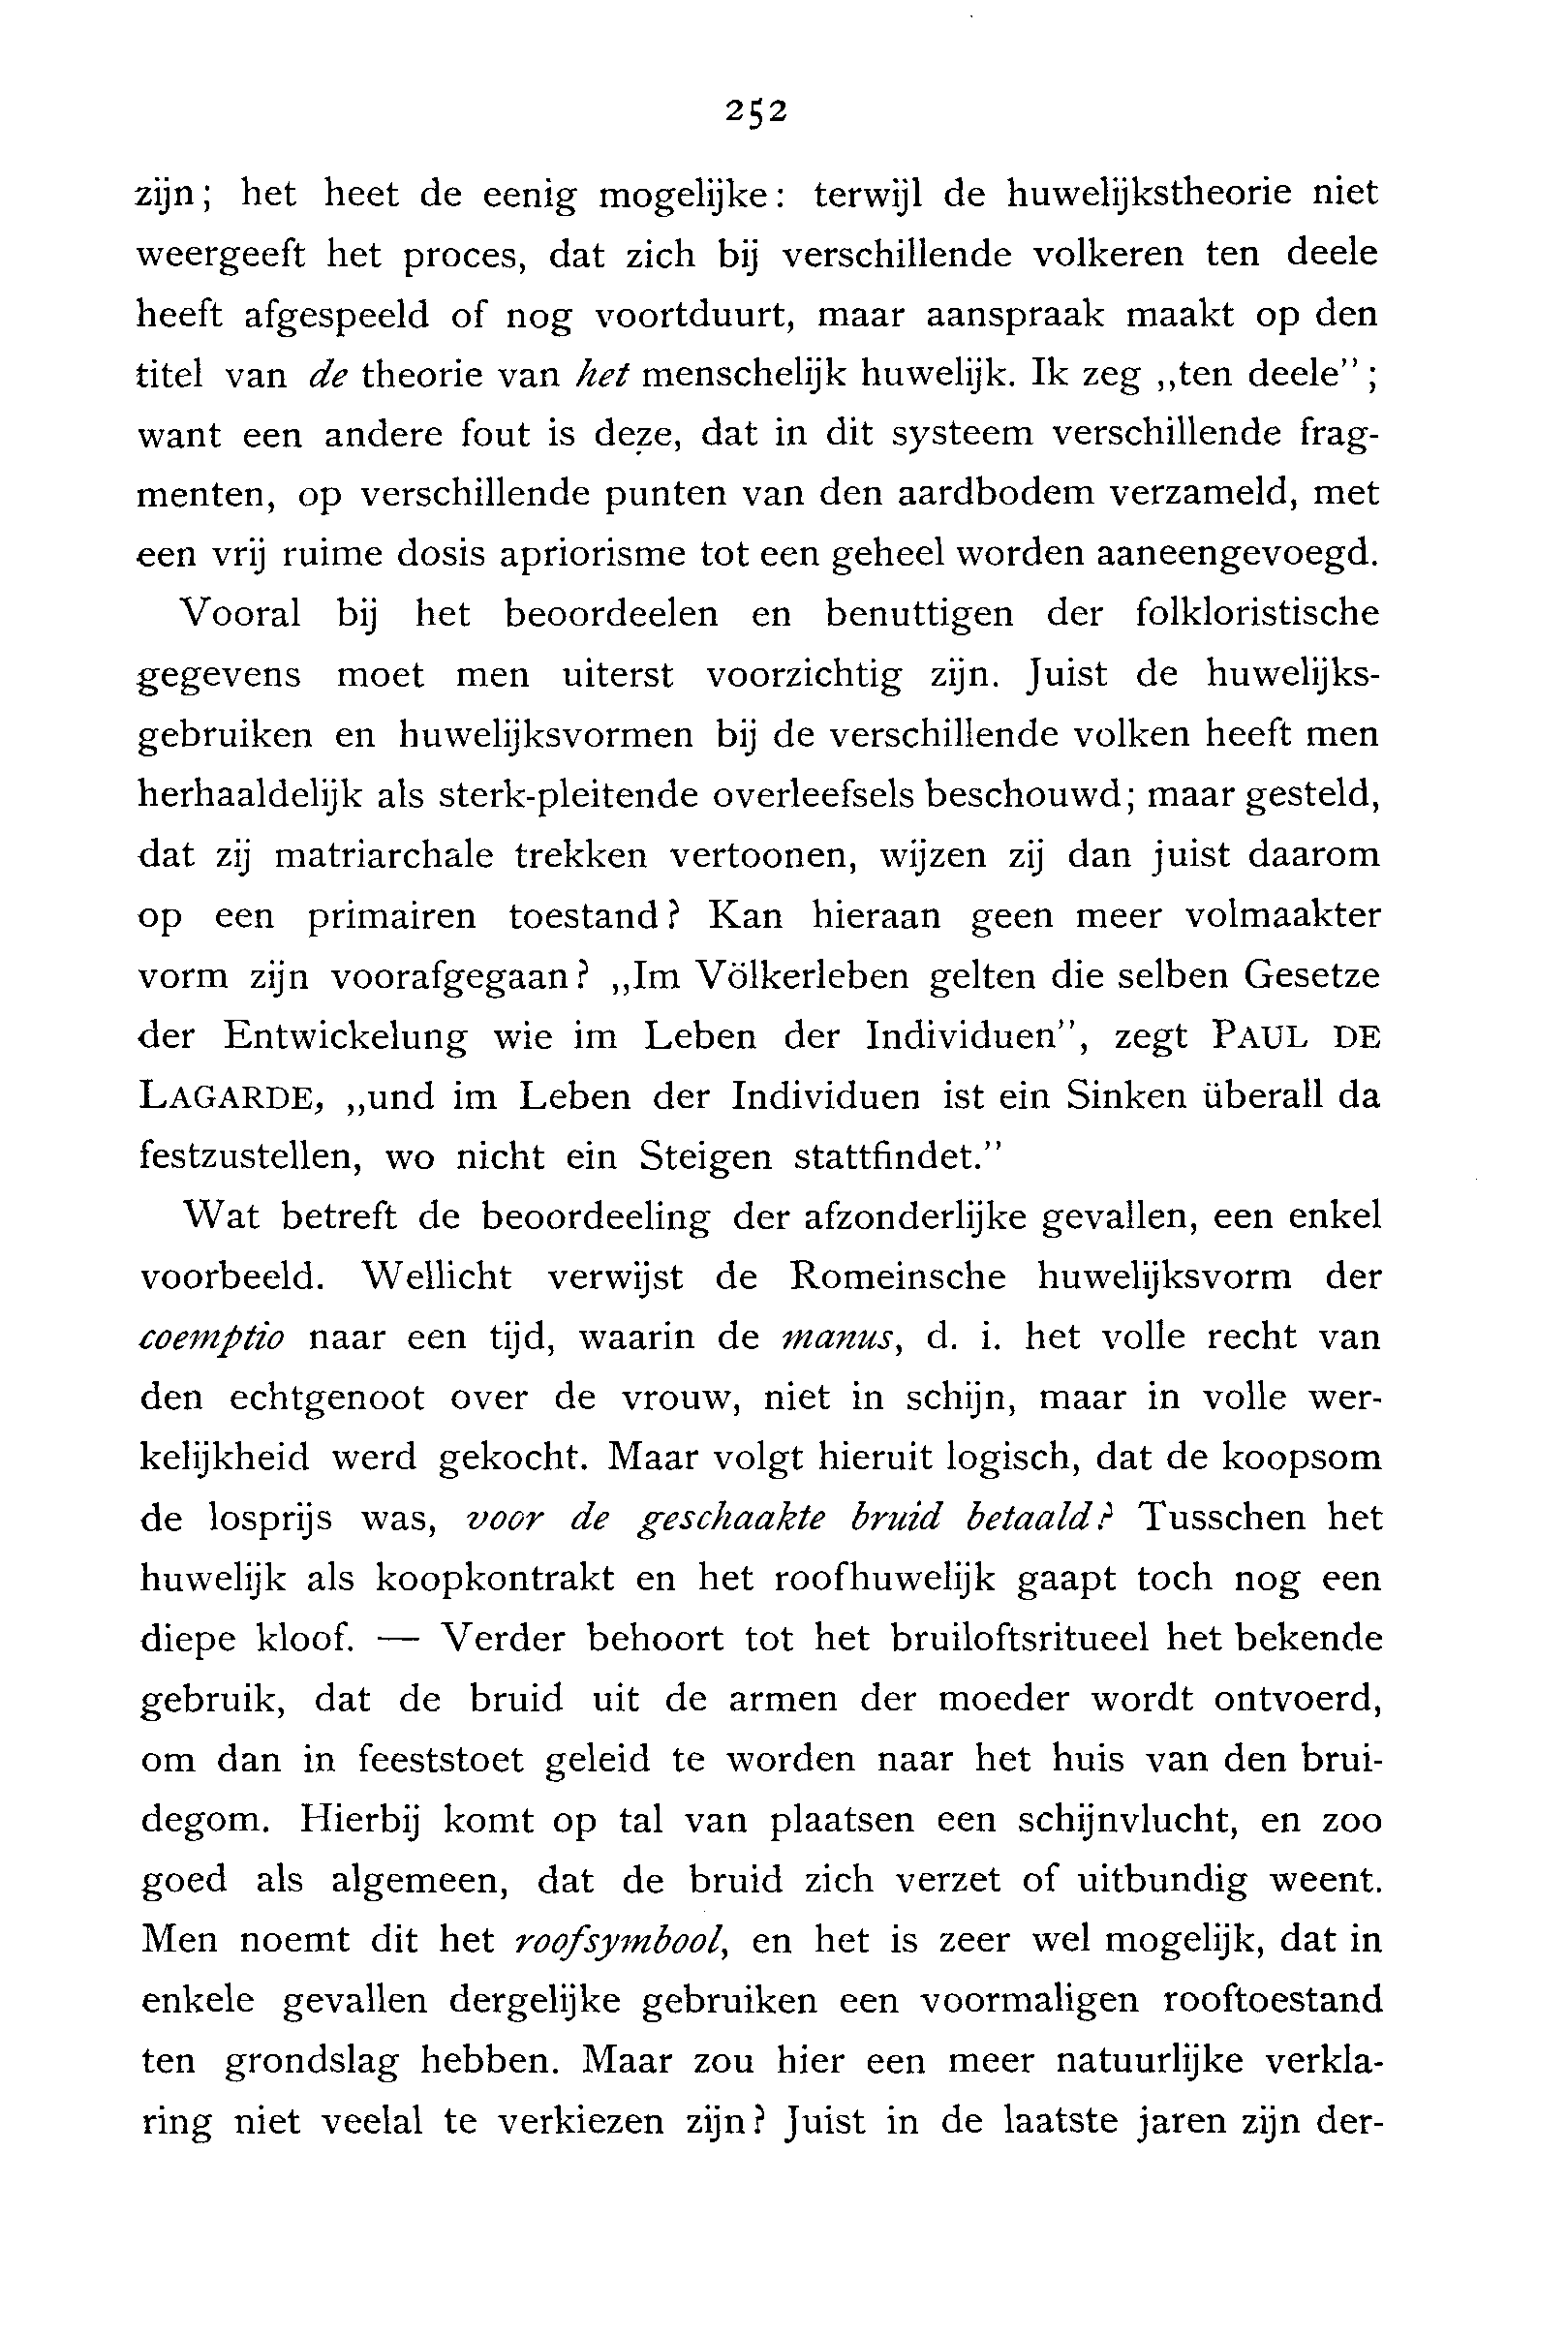 252
zijn; het heet de eenig mogelijke: terwijl de huwelijkstheorie niet
weergeeft het proces, dat zich bij verschillende volkeren ten deele
heeft afgespeeld of nog voortduurt, maar aanspraak maakt op den
titel van de theorie van het menschelijk huwelijk. Ik zeg „ten deele”;
want een andere fout is deze, dat in dit systeem verschillende frag-
menten, op verschillende punten van den aardbodem verzameld, met
een vrij ruime dosis apriorisme tot een geheel worden aaneengevoegd.
Vooral bij het beoordeelen en benuttigen der folkloristische
gegevens moet men uiterst voorzichtig zijn. Juist de huwelijks-
gebruiken en huwelijksvormen bij de verschillende volken heeft men
herhaaldelijk als sterk-pleitende overleefsels beschouwd; maar gesteld,
dat zij matriarchale trekken vertoonen, wijzen zij dan juist daarom
op een primairen toestand? Kan hieraan geen meer volmaakter
vorm zijn voorafgegaan? „Im Völkerleben gelten die selben Gesetze
der Entwickelung wie im Leben der Individuen”, zegt PAUL DE
LAGARDE, „und im Leben der Individuen ist ein Sinken überall da
festzustellen, wo nicht ein Steigen stattfindet.”
Wat betreft de beoordeeling der afzonderlijke gevallen, een enkel
voorbeeld. Wellicht verwijst de Romeinsche huwelijksvorm der
coemptio naar een tijd, waarin de manus, d. i. het volle recht van
den echtgenoot over de vrouw, niet in schijn, maar in volle wer-
kelijkheid werd gekocht. Maar volgt hieruit logisch, dat de koopsom
de losprijs was, voor de geschaakte bruid betaald? Tusschen het
huwelijk als koopkontrakt en het roofhuwelijk gaapt toch nog een
diepe kloof. — Verder behoort tot het bruiloftsritueel het bekende
gebruik, dat de bruid uit de armen der moeder wordt ontvoerd,
om dan in feeststoet geleid te worden naar het huis van den brui-
degom. Hierbij komt op tal van plaatsen een schijnvlucht, en zoo
goed als algemeen, dat de bruid zich verzet of uitbundig weent.
Men noemt dit het roofsymbool, en het is zeer wel mogelijk, dat in
enkele gevallen dergelijke gebruiken een voormaligen rooftoestand
ten grondslag hebben. Maar zou hier een meer natuurlijke verkla-
ring niet veelal te verkiezen zijn? Juist in de laatste jaren zijn der-